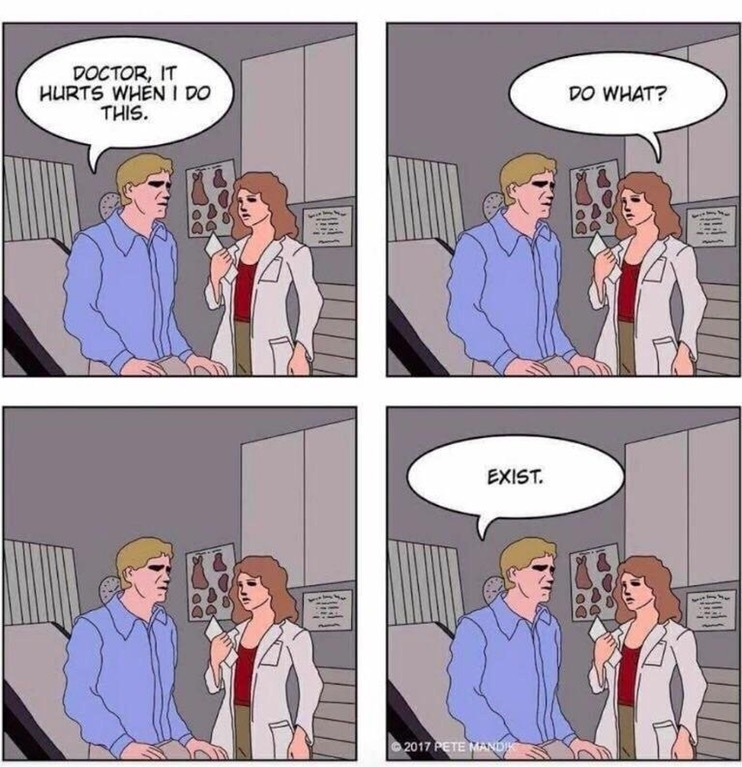 DOCTOR, IT
HURTS WHEN I DO
THIS.
DO WHAT?
EXIST.
© 2017 PETE MANDIK